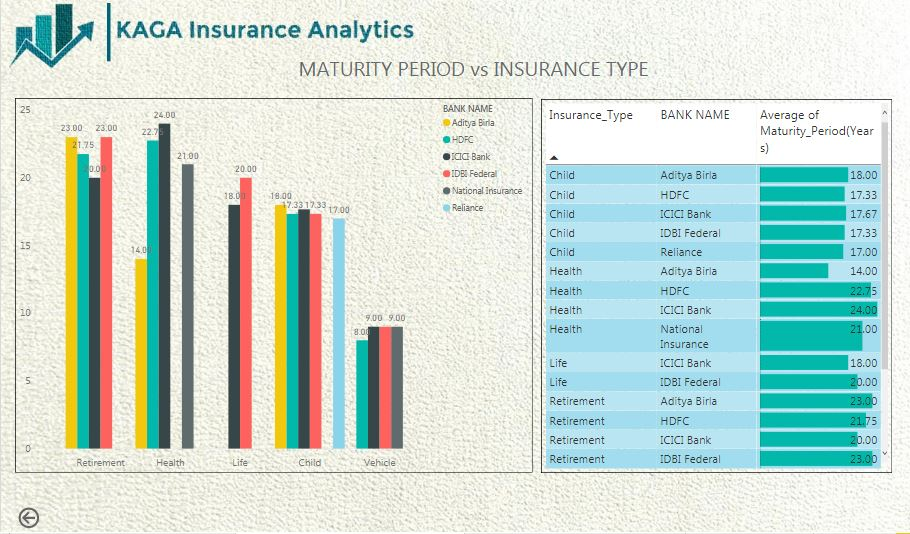 KAGA Insurance Analytics
MATURITY PERIOD vs INSURANCE TYPE
BANK NAME
Aditya Birla
HDFC
ICICI Bank
IDBI Federal
National Insurance
Reliance
25
20
15
10
5
0
23.00
21.75
20.00
23.00
14.00
22.75
24.00
21.00
18.00
20.00
18.00
17.33
17.33
17.00
8.00
9.00
9.00
Retirement Health Life Child Vehicle
Insurance_Type BANK NAME Average of
Maturity_Period(Year
s)
Child Aditya Birla 18.00
Child HDFC 17.33
Child ICICI Bank 17.67
Child IDBI Federal 17.33
Child Reliance 17.00
Health Aditya Birla 14.00
Health HDFC 22.75
Health ICICI Bank 24.00
Health National 21.00
Insurance
Life ICICI Bank 18.00
Life IDBI Federal 20.00
Retirement Aditya Birla 23.00
Retirement HDFC 21.75
Retirement ICICI Bank 20.00
Retirement IDBI Federal 23.00